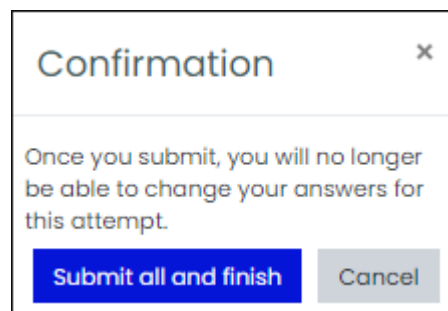 Confirmation ×
Once you submit, you will no longer
be able to change your answers for
this attempt.
Submit all and finish Cancel